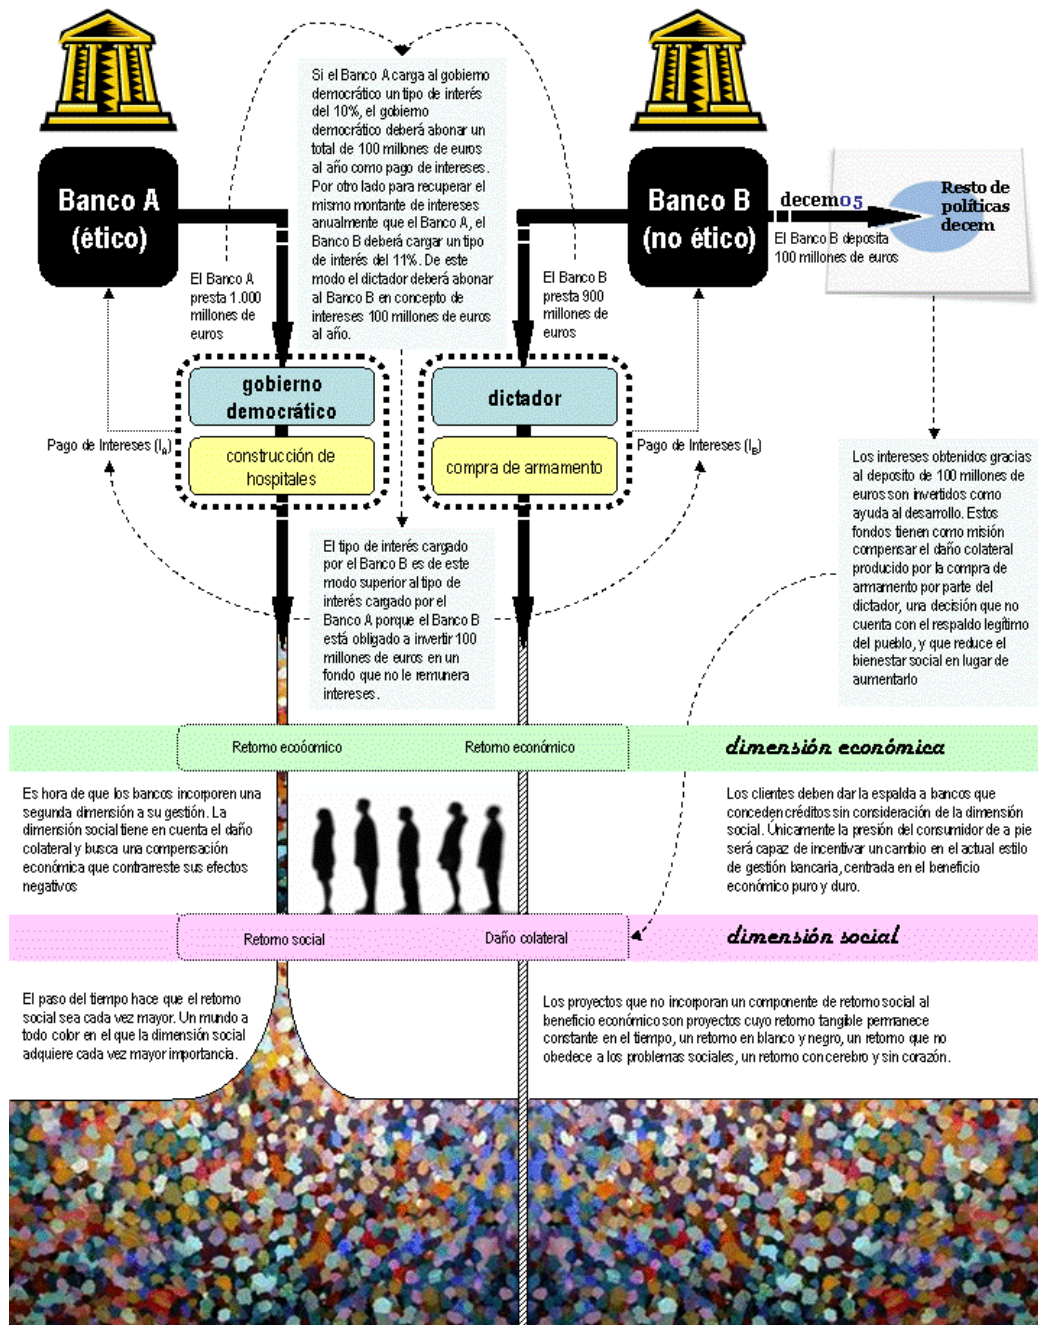 Si el Banco A carga al gobierno
democrático un tipo de interés
del 10%, el gobierno
democrático deberá abonar un
total de 100 millones de euros
al año como pago de intereses.
Por otro lado para recuperar el
mismo montante de intereses
anualmente que el Banco A, el
Banco B deberá cargar un tipo
de interés del 11%. De este
modo el dictador deberá abonar
al Banco B en concepto de
intereses 100 millones de euros
al año.
Banco A
(ético)
Banco B
(no ético)
decem05
Resto de
políticas
decem
El Banco B deposita
100 millones de euros
El Banco A
presta 1.000
millones de
euros
El Banco B
presta 900
millones de
euros
gobierno
democrático
construcción de
hospitales
dictador
compra de armamento
Pago de Intereses (IA)
Pago de Intereses (IB)
Los intereses obtenidos gracias
al deposito de 100 millones de
euros son invertidos como
ayuda al desarrollo. Estos
fondos tienen como misión
compensar el daño colateral
producido por la compra de
armamento por parte del
dictador, una decisión que no
cuenta con el respaldo legítimo
del pueblo, y que reduce el
bienestar social en lugar de
aumentarlo
El tipo de interés cargado
por el Banco B es de este
modo superior al tipo de
interés cargado por el
Banco A porque el Banco B
está obligado a invertir 100
millones de euros en un
fondo que no le remunera
intereses.
Retorno ecoóomico
Retorno económico
dimensión económica
Es hora de que los bancos incorporen una
segunda dimensión a su gestión. La
dimensión social tiene en cuenta el daño
colateral y busca una compensación
económica que contrarreste sus efectos
negativos
Los clientes deben dar la espalda a bancos que
conceden créditos sin consideración de la dimensión
social. Únicamente la presión del consumidor de a pie
será capaz de incentivar un cambio en el actual estilo
de gestión bancaria, centrada en el beneficio
económico puro y duro.
Retorno social
Daño colateral
dimensión social
El paso del tiempo hace que el retorno
social sea cada vez mayor. Un mundo a
todo color en el que la dimensión social
adquiere cada vez mayor importancia.
Los proyectos que no incorporan un componente de retorno social al
beneficio económico son proyectos cuyo retorno tangible permanece
constante en el tiempo, un retorno en blanco y negro, un retorno que no
obedece a los problemas sociales, un retorno con cerebro y sin corazón.